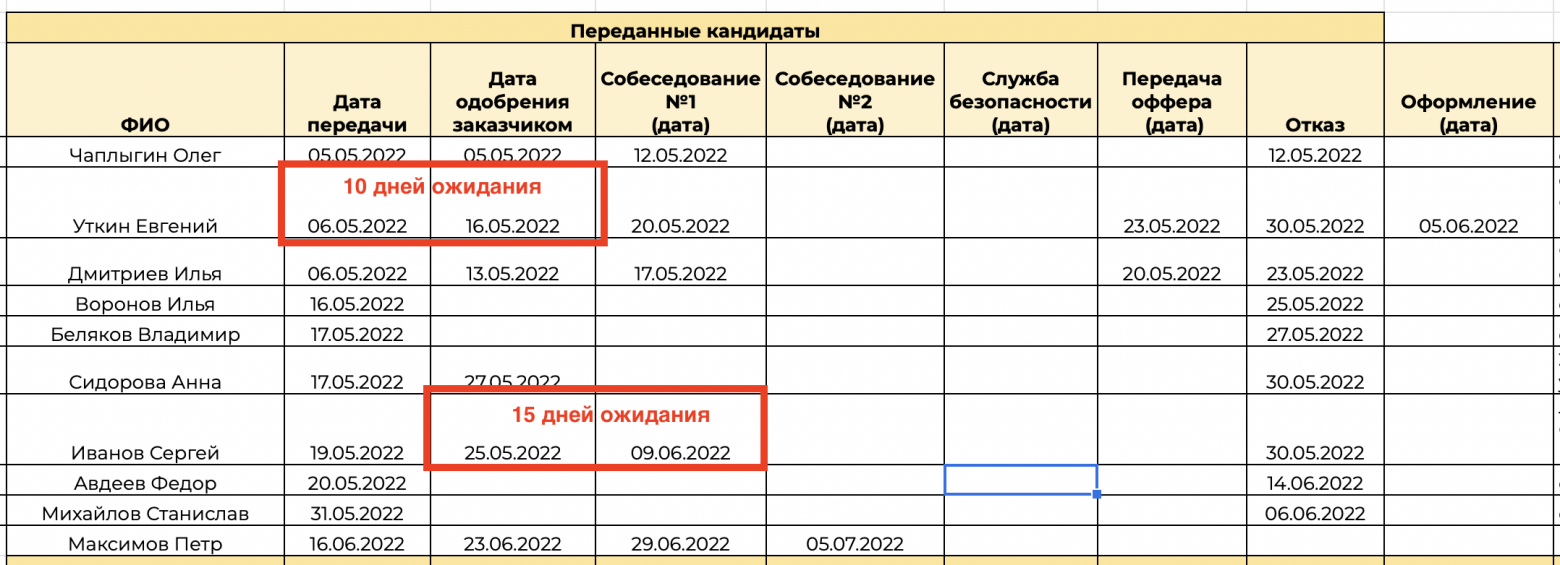 Переданные кандидаты
ФИО Дата передачи Дата одобрения заказчиком Собеседование №1 (дата) Собеседование №2 (дата) Служба безопасности (дата) Передача оффера (дата) Отказ Оформление (дата)
Чаплыгин Олег 05.05.2022 05.05.2022 12.05.2022 12.05.2022
10 дней ожидания
Уткин Евгений 06.05.2022 16.05.2022 20.05.2022 23.05.2022 30.05.2022 05.06.2022
Дмитриев Илья 06.05.2022 13.05.2022 17.05.2022 20.05.2022 23.05.2022
Воронов Илья 16.05.2022 25.05.2022
Беляков Владимир 17.05.2022 27.05.2022
Сидорова Анна 17.05.2022 27.05.2022 30.05.2022
15 дней ожидания
Иванов Сергей 19.05.2022 25.05.2022 09.06.2022 30.05.2022
Авдеев Федор 20.05.2022 14.06.2022
Михайлов Станислав 31.05.2022 06.06.2022
Максимов Петр 16.06.2022 23.06.2022 29.06.2022 05.07.2022